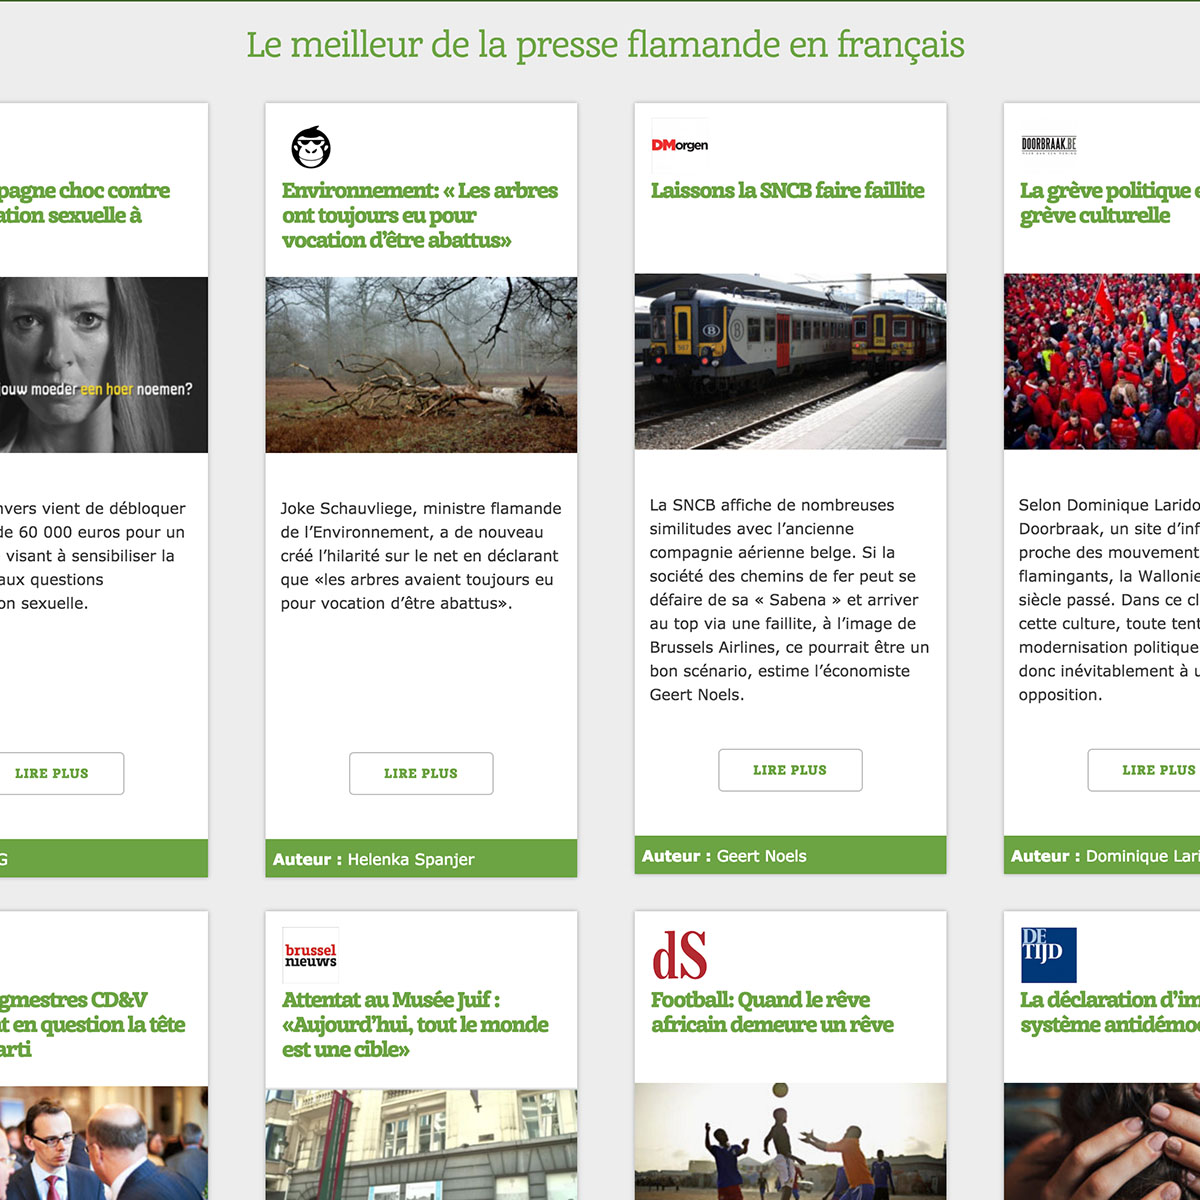 Le meilleur de la presse flamande en français
pagne choc contre
ation sexuelle à
jouw moeder een hoer noemen?
nvers vient de débloquer
de 60 000 euros pour un
visant à sensibiliser la
aux questions
on sexuelle.
LIRE PLUS
G
Environnement: « Les arbres
ont toujours eu pour
vocation d’être abattus»
Joke Schauvliege, ministre flamande
de l’Environnement, a de nouveau
créé l’hilarité sur le net en déclarant
que «les arbres avaient toujours eu
pour vocation d’être abattus».
LIRE PLUS
Auteur : Helenka Spanjer
DMorgen
Laissons la SNCB faire faillite
B
B
La SNCB affiche de nombreuses
similitudes avec l’ancienne
compagnie aérienne belge. Si la
société des chemins de fer peut se
défaire de sa « Sabena » et arriver
au top via une faillite, à l’image de
Brussels Airlines, ce pourrait être un
bon scénario, estime l’économiste
Geert Noels.
LIRE PLUS
Auteur : Geert Noels
DOORBRAAK.BE
La grève politique e
grève culturelle
Selon Dominique Larido
Doorbraak, un site d’inf
proche des mouvement
flamingants, la Wallonie
siècle passé. Dans ce cl
cette culture, toute tent
modernisation politique
donc inévitablement à u
opposition.
LIRE PLUS
Auteur : Dominique Lari
gmestres CD&V
t en question la tête
arti
brussel
nieuws
Attentat au Musée Juif :
«Aujourd’hui, tout le monde
est une cible»
dS
Football: Quand le rêve
africain demeure un rêve
DE
TIJD
La déclaration d’im
système antidémo